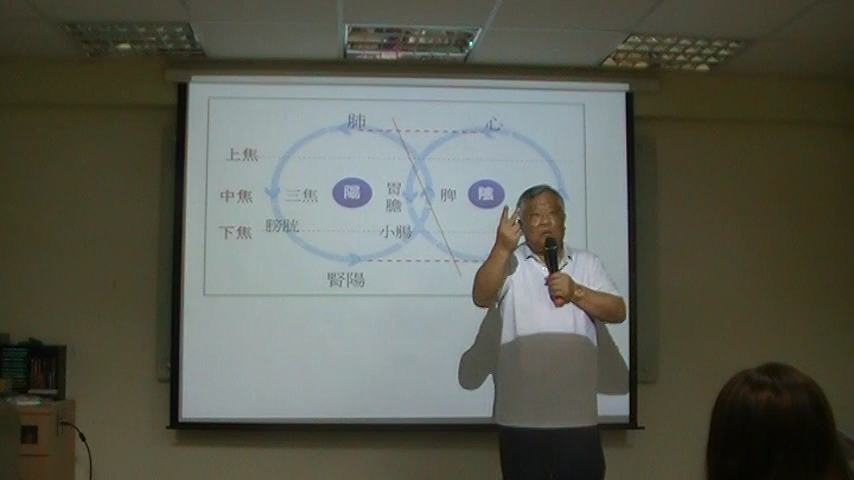 肺 心
上焦
中焦 三焦 陽 胃 脾 陰
膽
下焦 膀胱 小腸
腎陽